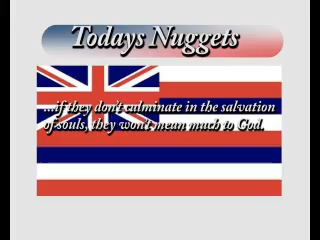 Todays Nuggets
...if they don't culminate in the salvation
of souls, they won't mean much to God.